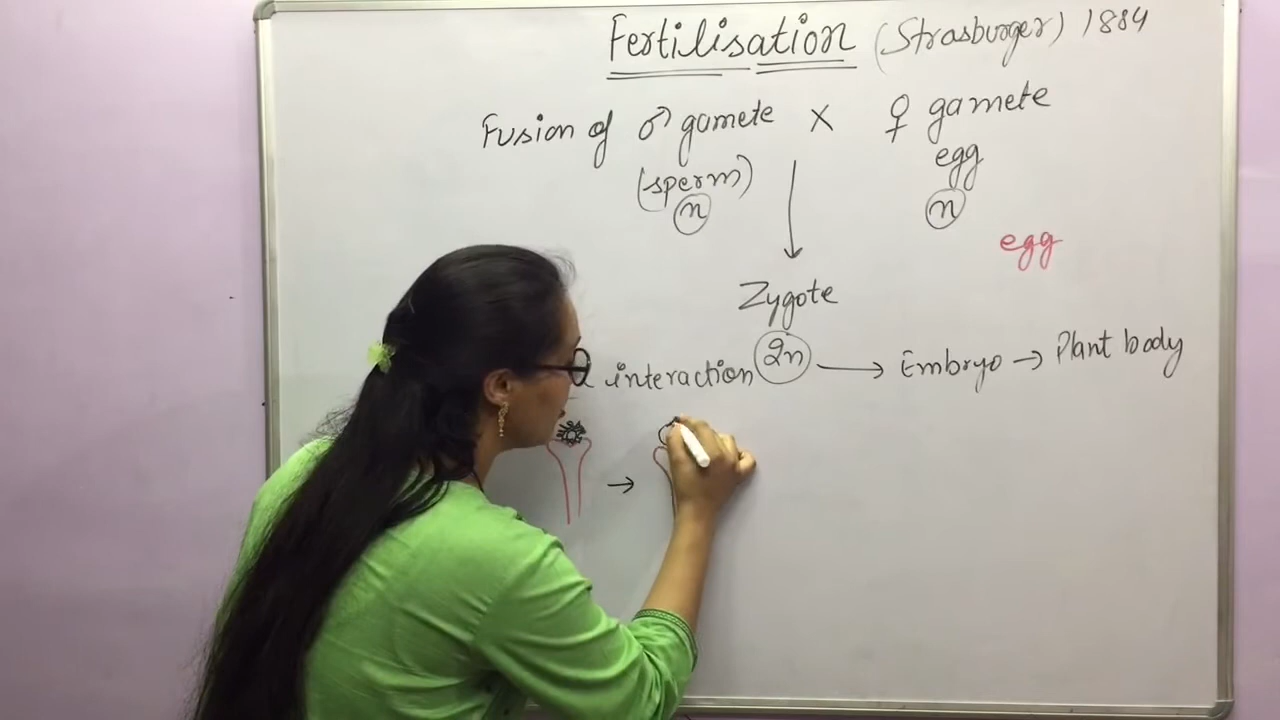 Fertilisation (Strasburger) 1884
Fusion of ♂ gamete × ♀ gamete
(sperm) egg
n n
egg
Zygote
interaction 2n → Embryo → Plant body